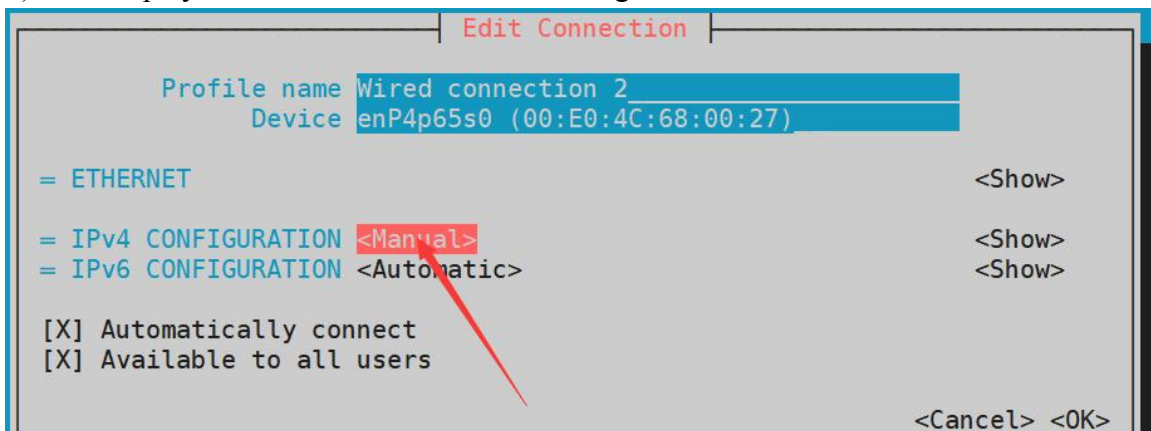 Edit Connection
Profile name Wired connection 2
Device enP4p65s0 (00:E0:4C:68:00:27)
= ETHERNET <Show>
= IPv4 CONFIGURATION <Manual> <Show>
= IPv6 CONFIGURATION <Automatic> <Show>
[X] Automatically connect
[X] Available to all users
<Cancel> <OK>